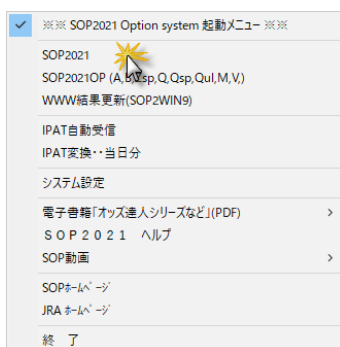 ※※ SOP2021 Option system 起動メニュー ※※
SOP2021
SOP2021OP (A,B,Vsp,Q,Qsp,Qul,M,V,)
WWW結果更新(SOP2WIN9)
IPAT自動受信
IPAT変換・・当日分
システム設定
電子書籍「オッズ達人シリーズなど」(PDF)
ＳＯＰ２０２１　ヘルプ
SOP動画
SOPﾎｰﾑﾍﾟｰｼﾞ
JRA ﾎｰﾑﾍﾟｰｼﾞ
終　了